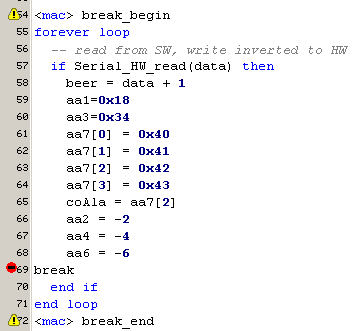 54 <mac> break_begin
55 forever loop
56 -- read from SW, write inverted to HW
57 if Serial_HW_read(data) then
58 beer = data + 1
59 aa1=0x18
60 aa3=0x34
61 aa7[0] = 0x40
62 aa7[1] = 0x41
63 aa7[2] = 0x42
64 aa7[3] = 0x43
65 coAla = aa7[2]
66 aa2 = -2
67 aa4 = -4
68 aa6 = -6
69 break
70 end if
71 end loop
72 <mac> break_end